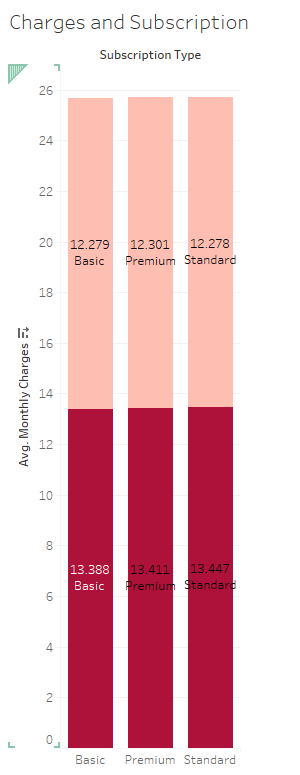 Charges and Subscription
Subscription Type
26
24
22
20
18
16
14
12
10
8
6
4
2
0
Avg. Monthly Charges
12.279
Basic
12.301
Premium
12.278
Standard
13.388
Basic
13.411
Premium
13.447
Standard
Basic
Premium
Standard